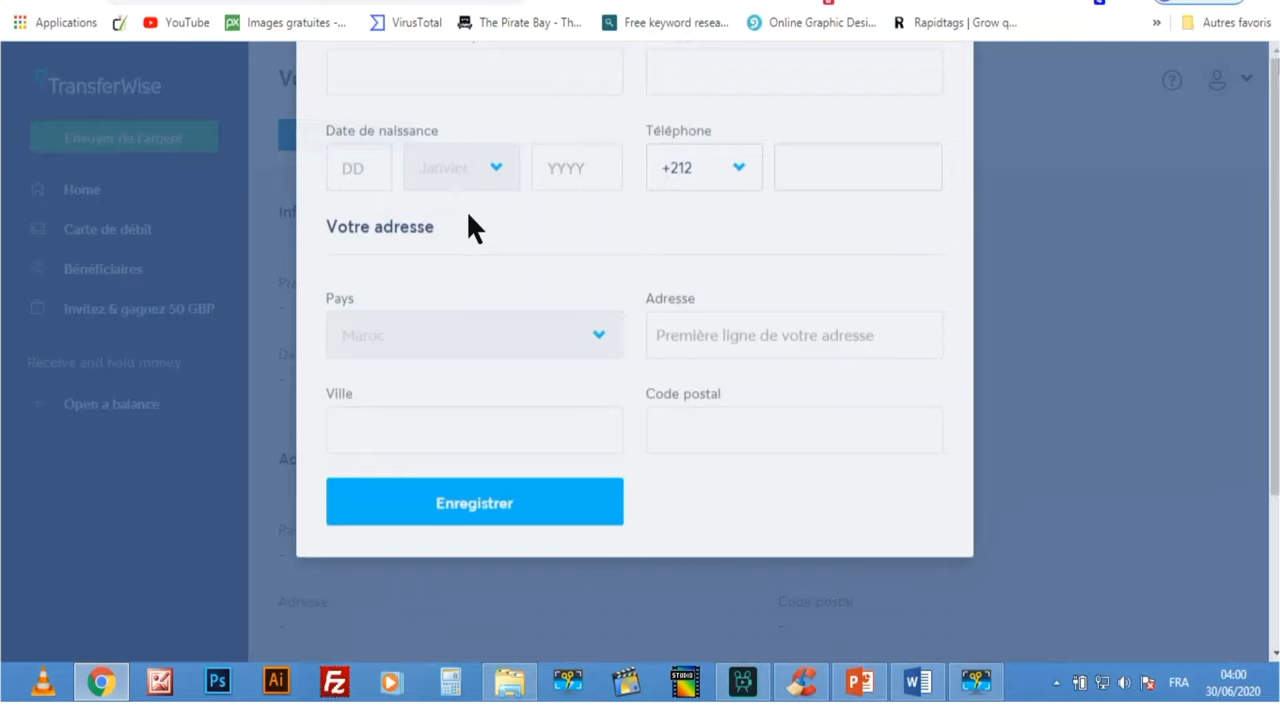 Applications YouTube Images gratuites -... VirusTotal The Pirate Bay - Th... Free keyword resea... Online Graphic Desi... Rapidtags | Grow q... » Autres favoris
TransferWise
Envoyer de l'argent
Home
Carte de débit
Bénéficiaires
Invitez & gagnez 50 GBP
Receive and hold money
Open a balance
Date de naissance Téléphone
DD Janvier YYYY +212
Votre adresse
Pays Adresse
Maroc Première ligne de votre adresse
Ville Code postal
Enregistrer
Adresse Code postal
FRA 04:00
30/06/2020